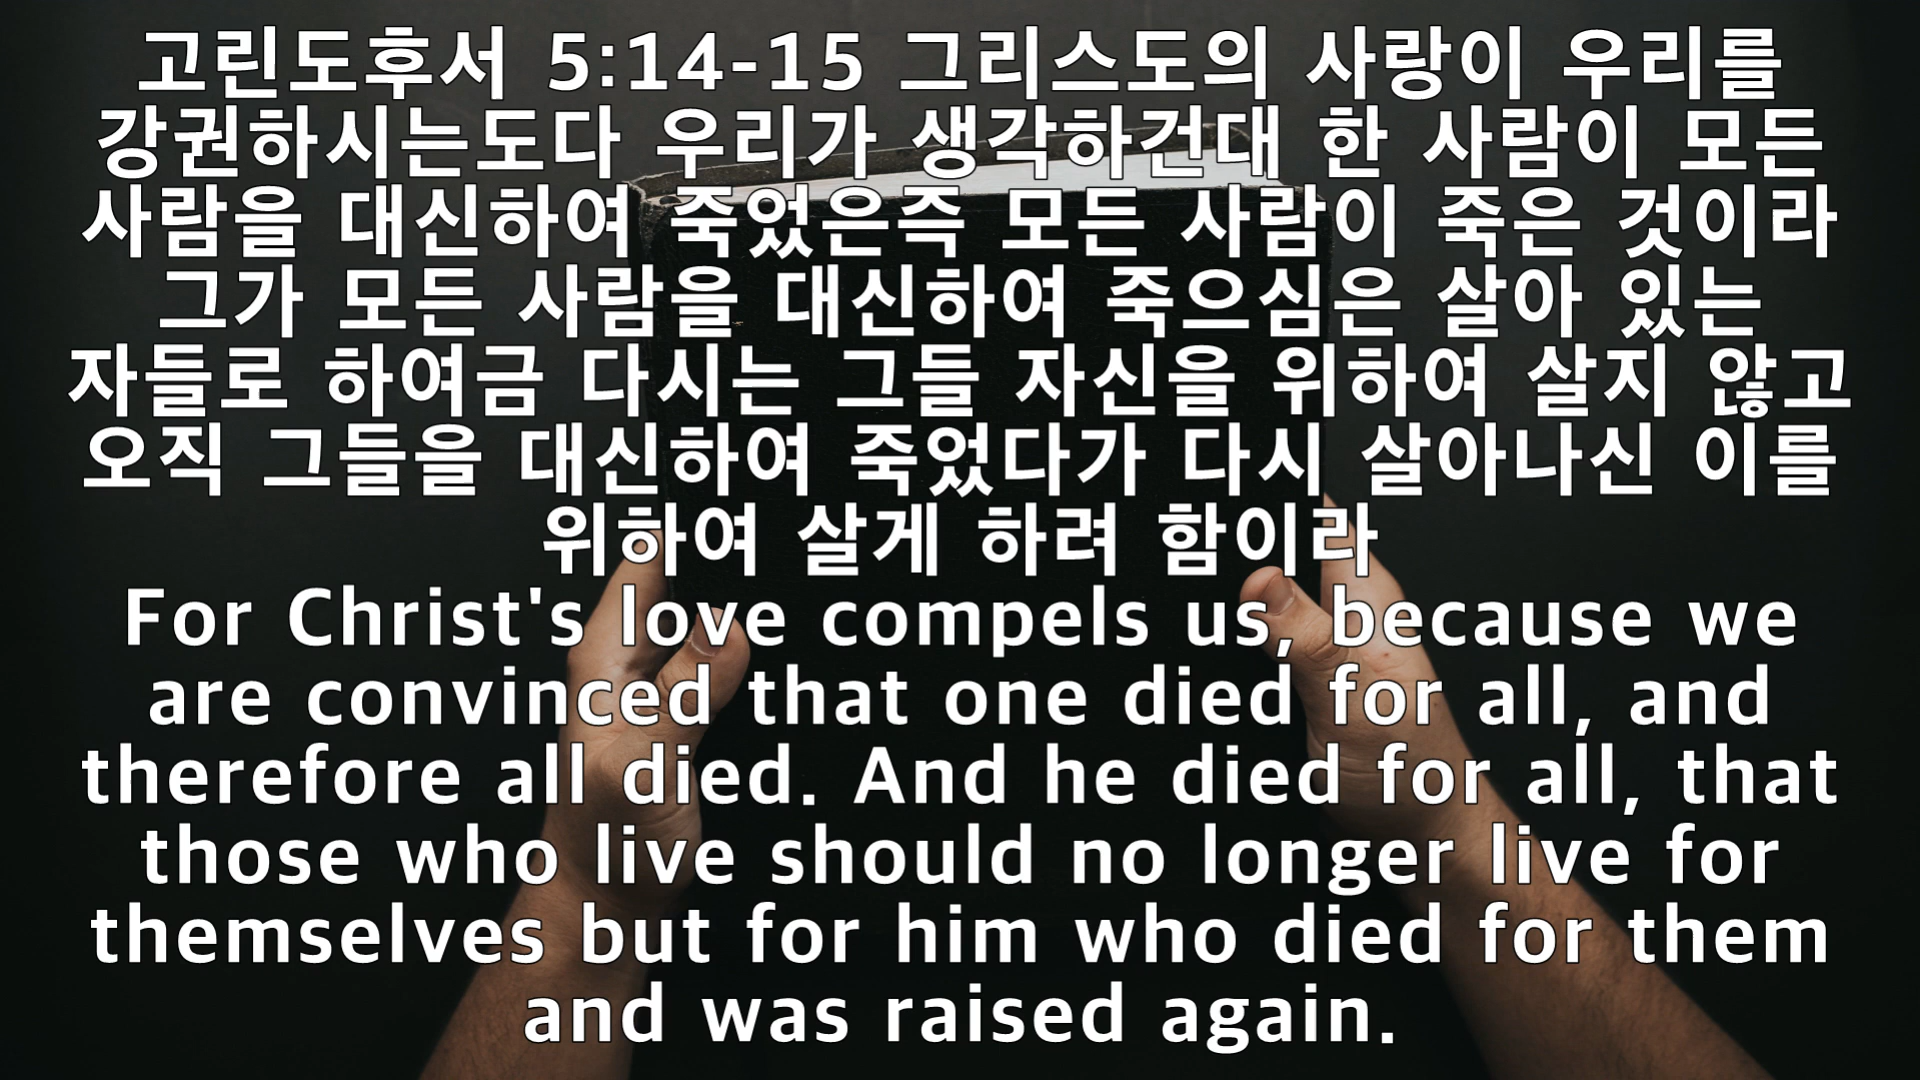 고린도후서 5:14-15 그리스도의 사랑이 우리를
강권하시는도다 우리가 생각하건대 한 사람이 모든
사람을 대신하여 죽었은즉 모든 사람이 죽은 것이라
그가 모든 사람을 대신하여 죽으심은 살아 있는
자들로 하여금 다시는 그들 자신을 위하여 살지 않고
오직 그들을 대신하여 죽었다가 다시 살아나신 이를
위하여 살게 하려 함이라
For Christ's love compels us, because we
are convinced that one died for all, and
therefore all died. And he died for all, that
those who live should no longer live for
themselves but for him who died for them
and was raised again.